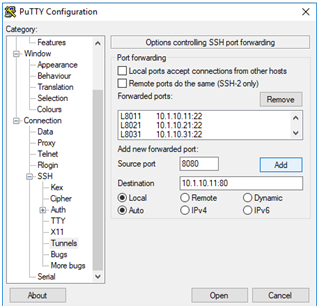 PuTTY Configuration
Category:
Features
Window
Appearance
Behaviour
Translation
Selection
Colours
Connection
Data
Proxy
Telnet
Rlogin
SSH
Kex
Cipher
Auth
TTY
X11
Tunnels
Bugs
More bugs
Serial
Options controlling SSH port forwarding
Port forwarding
Local ports accept connections from other hosts
Remote ports do the same (SSH-2 only)
Forwarded ports:
Remove
L8011 10.1.10.11:22
L8021 10.1.10.21:22
L8031 10.1.10.31:22
Add new forwarded port:
Source port 8080 Add
Destination 10.1.10.11:80
Local Remote Dynamic
Auto IPv4 IPv6
About Open Cancel